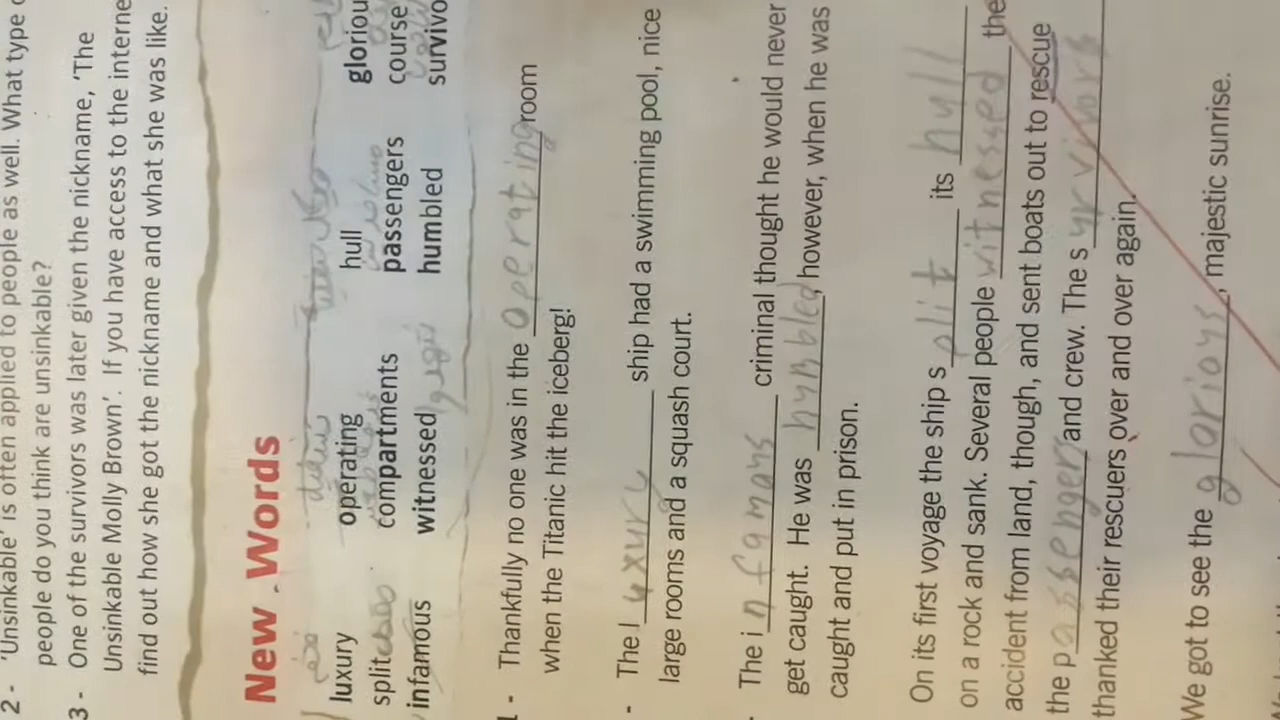 2 - 'Unsinkable' is often applied to people as well. What type
people do you think are unsinkable?
3 - One of the survivors was later given the nickname, 'The
Unsinkable Molly Brown'. If you have access to the interne
find out how she got the nickname and what she was like.
New Words
luxury operating hull gloriou
split compartments passengers course
infamous witnessed humbled survivo
1 - Thankfully no one was in the operating room
when the Titanic hit the iceberg!
- The luxury ship had a swimming pool, nice
large rooms and a squash court.
The infamans criminal thought he would never
get caught. He was hymbled, however, when he was
caught and put in prison.
On its first voyage the ship s plit its hyll
on a rock and sank. Several people witnessed the
accident from land, though, and sent boats out to rescue
the passengers and crew. The s yrvivors
thanked their rescuers over and over again.
We got to see the glorioys, majestic sunrise.